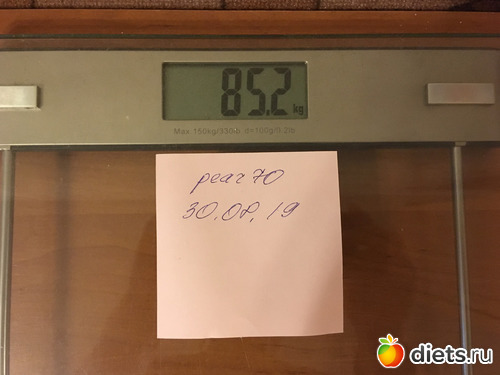 85.2 kg
Max 150kg/330lb d=100g/0.2lb
pear70
30.08.19
diets.ru